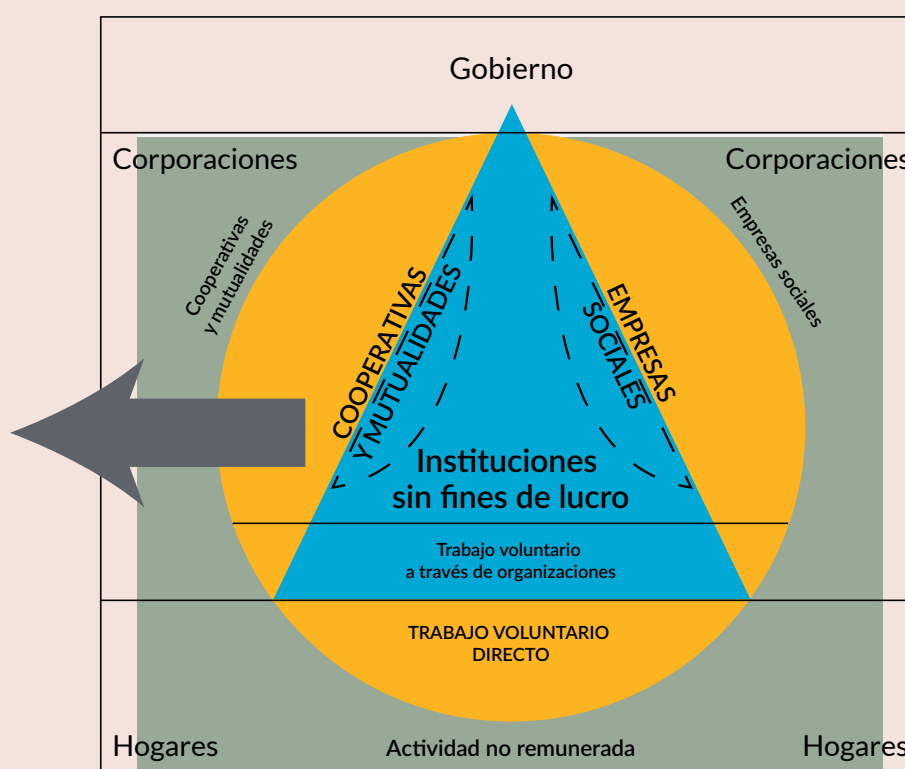 Gobierno
Corporaciones
Corporaciones
Cooperativas
y mutualidades
Empresas sociales
COOPERATIVAS
Y MUTUALIDADES
EMPRESAS
SOCIALES
Instituciones
sin fines de lucro
Trabajo voluntario
a través de organizaciones
TRABAJO VOLUNTARIO
DIRECTO
Hogares
Actividad no remunerada
Hogares